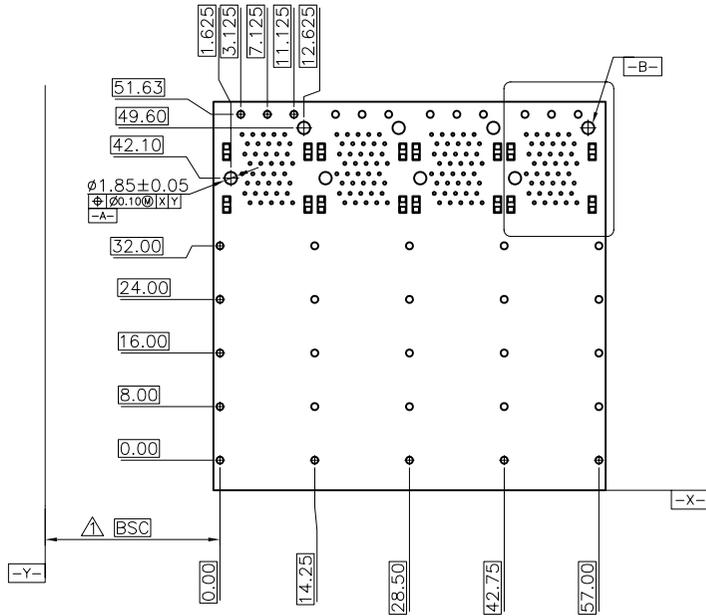 1.625
3.125
7.125
11.125
12.625
-B-
51.63
49.60
42.10
Ø1.85±0.05
⌖ Ø0.10Ⓜ X Y
-A-
32.00
24.00
16.00
8.00
0.00
-X-
1 BSC
-Y-
0.00
14.25
28.50
42.75
57.00